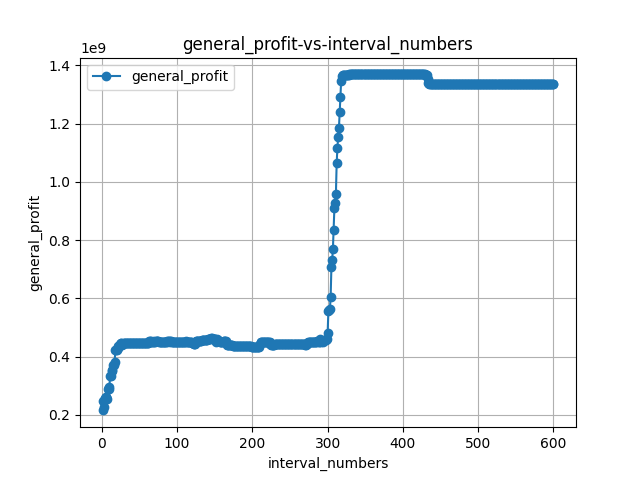 general_profit-vs-interval_numbers
1e9
general_profit
1.4
1.2
1.0
0.8
0.6
0.4
0.2
general_profit
0 100 200 300 400 500 600
interval_numbers